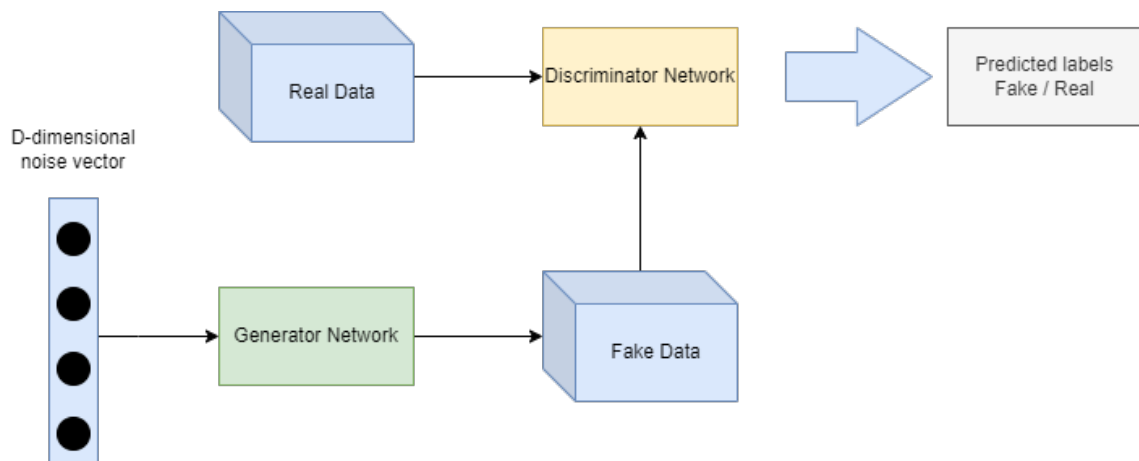 Real Data
Discriminator Network
Predicted labels
Fake / Real
D-dimensional
noise vector
Generator Network
Fake Data